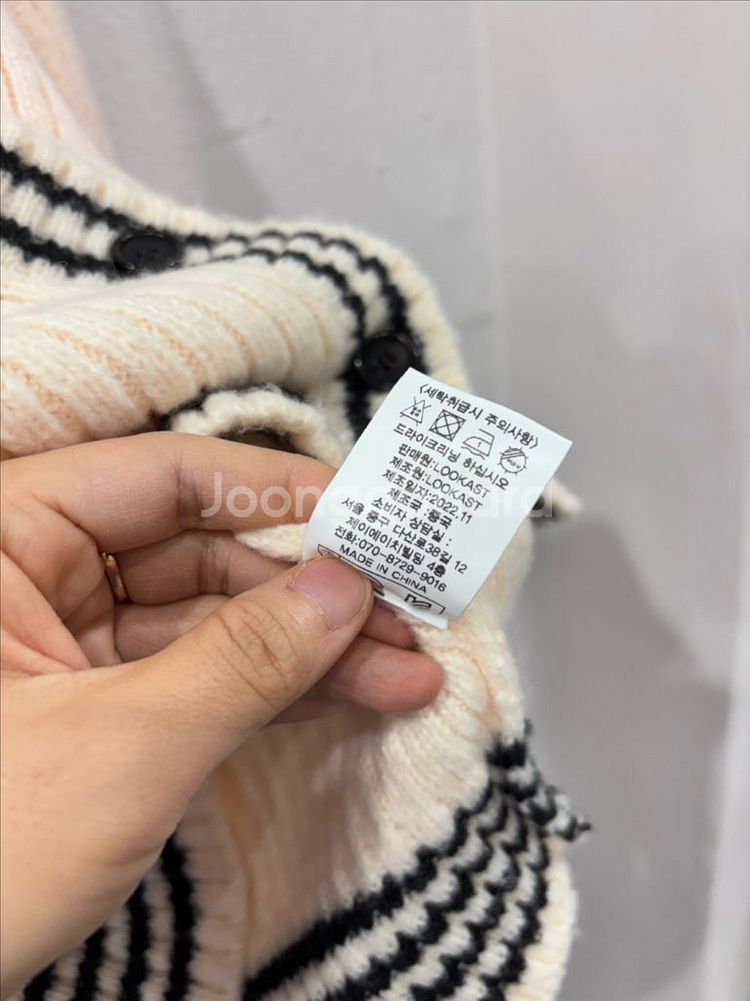 <세탁취급시 주의사항>
드라이크리닝 하십시오
판매원:LOOKAST
제조원:LOOKAST
제조일자:2022.11
제조국 중국
소비자 상담실 :
서울 중구 다산로38길 12
제이에이치빌딩 4층
전화:070-8729-9016
MADE IN CHINA